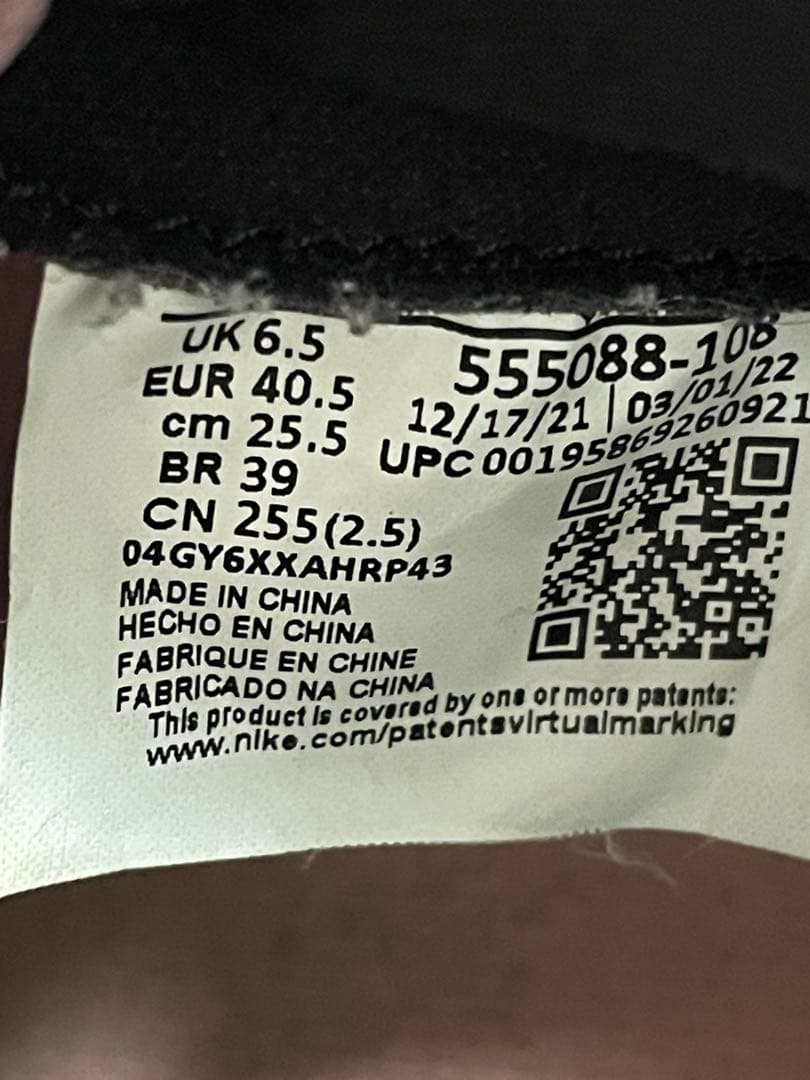 UK 6.5
EUR 40.5
cm 25.5
BR 39
CN 255(2.5)
04GY6XXAHRP43
MADE IN CHINA
HECHO EN CHINA
FABRIQUE EN CHINE
FABRICADO NA CHINA
555088-108
12/17/21 | 03/01/22
UPC 00195869260921
This product is covered by one or more patents:
www.nike.com/patentsvirtualmarking